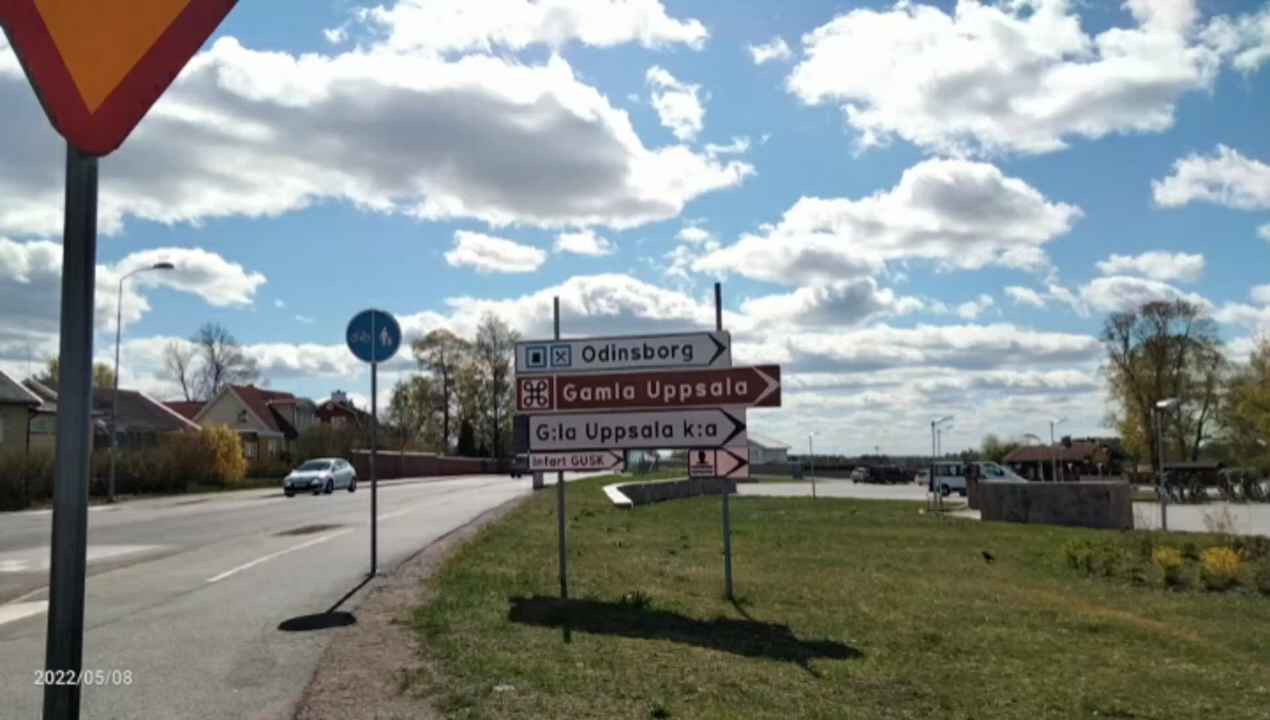 Odinsborg
Gamla Uppsala
G:la Uppsala k:a
Infart GUSK
2022/05/08